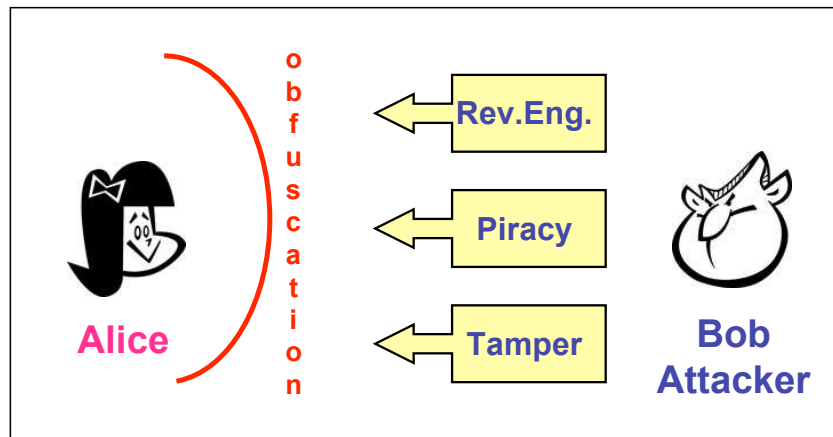 Alice
obfuscation
Rev.Eng.
Piracy
Tamper
Bob
Attacker